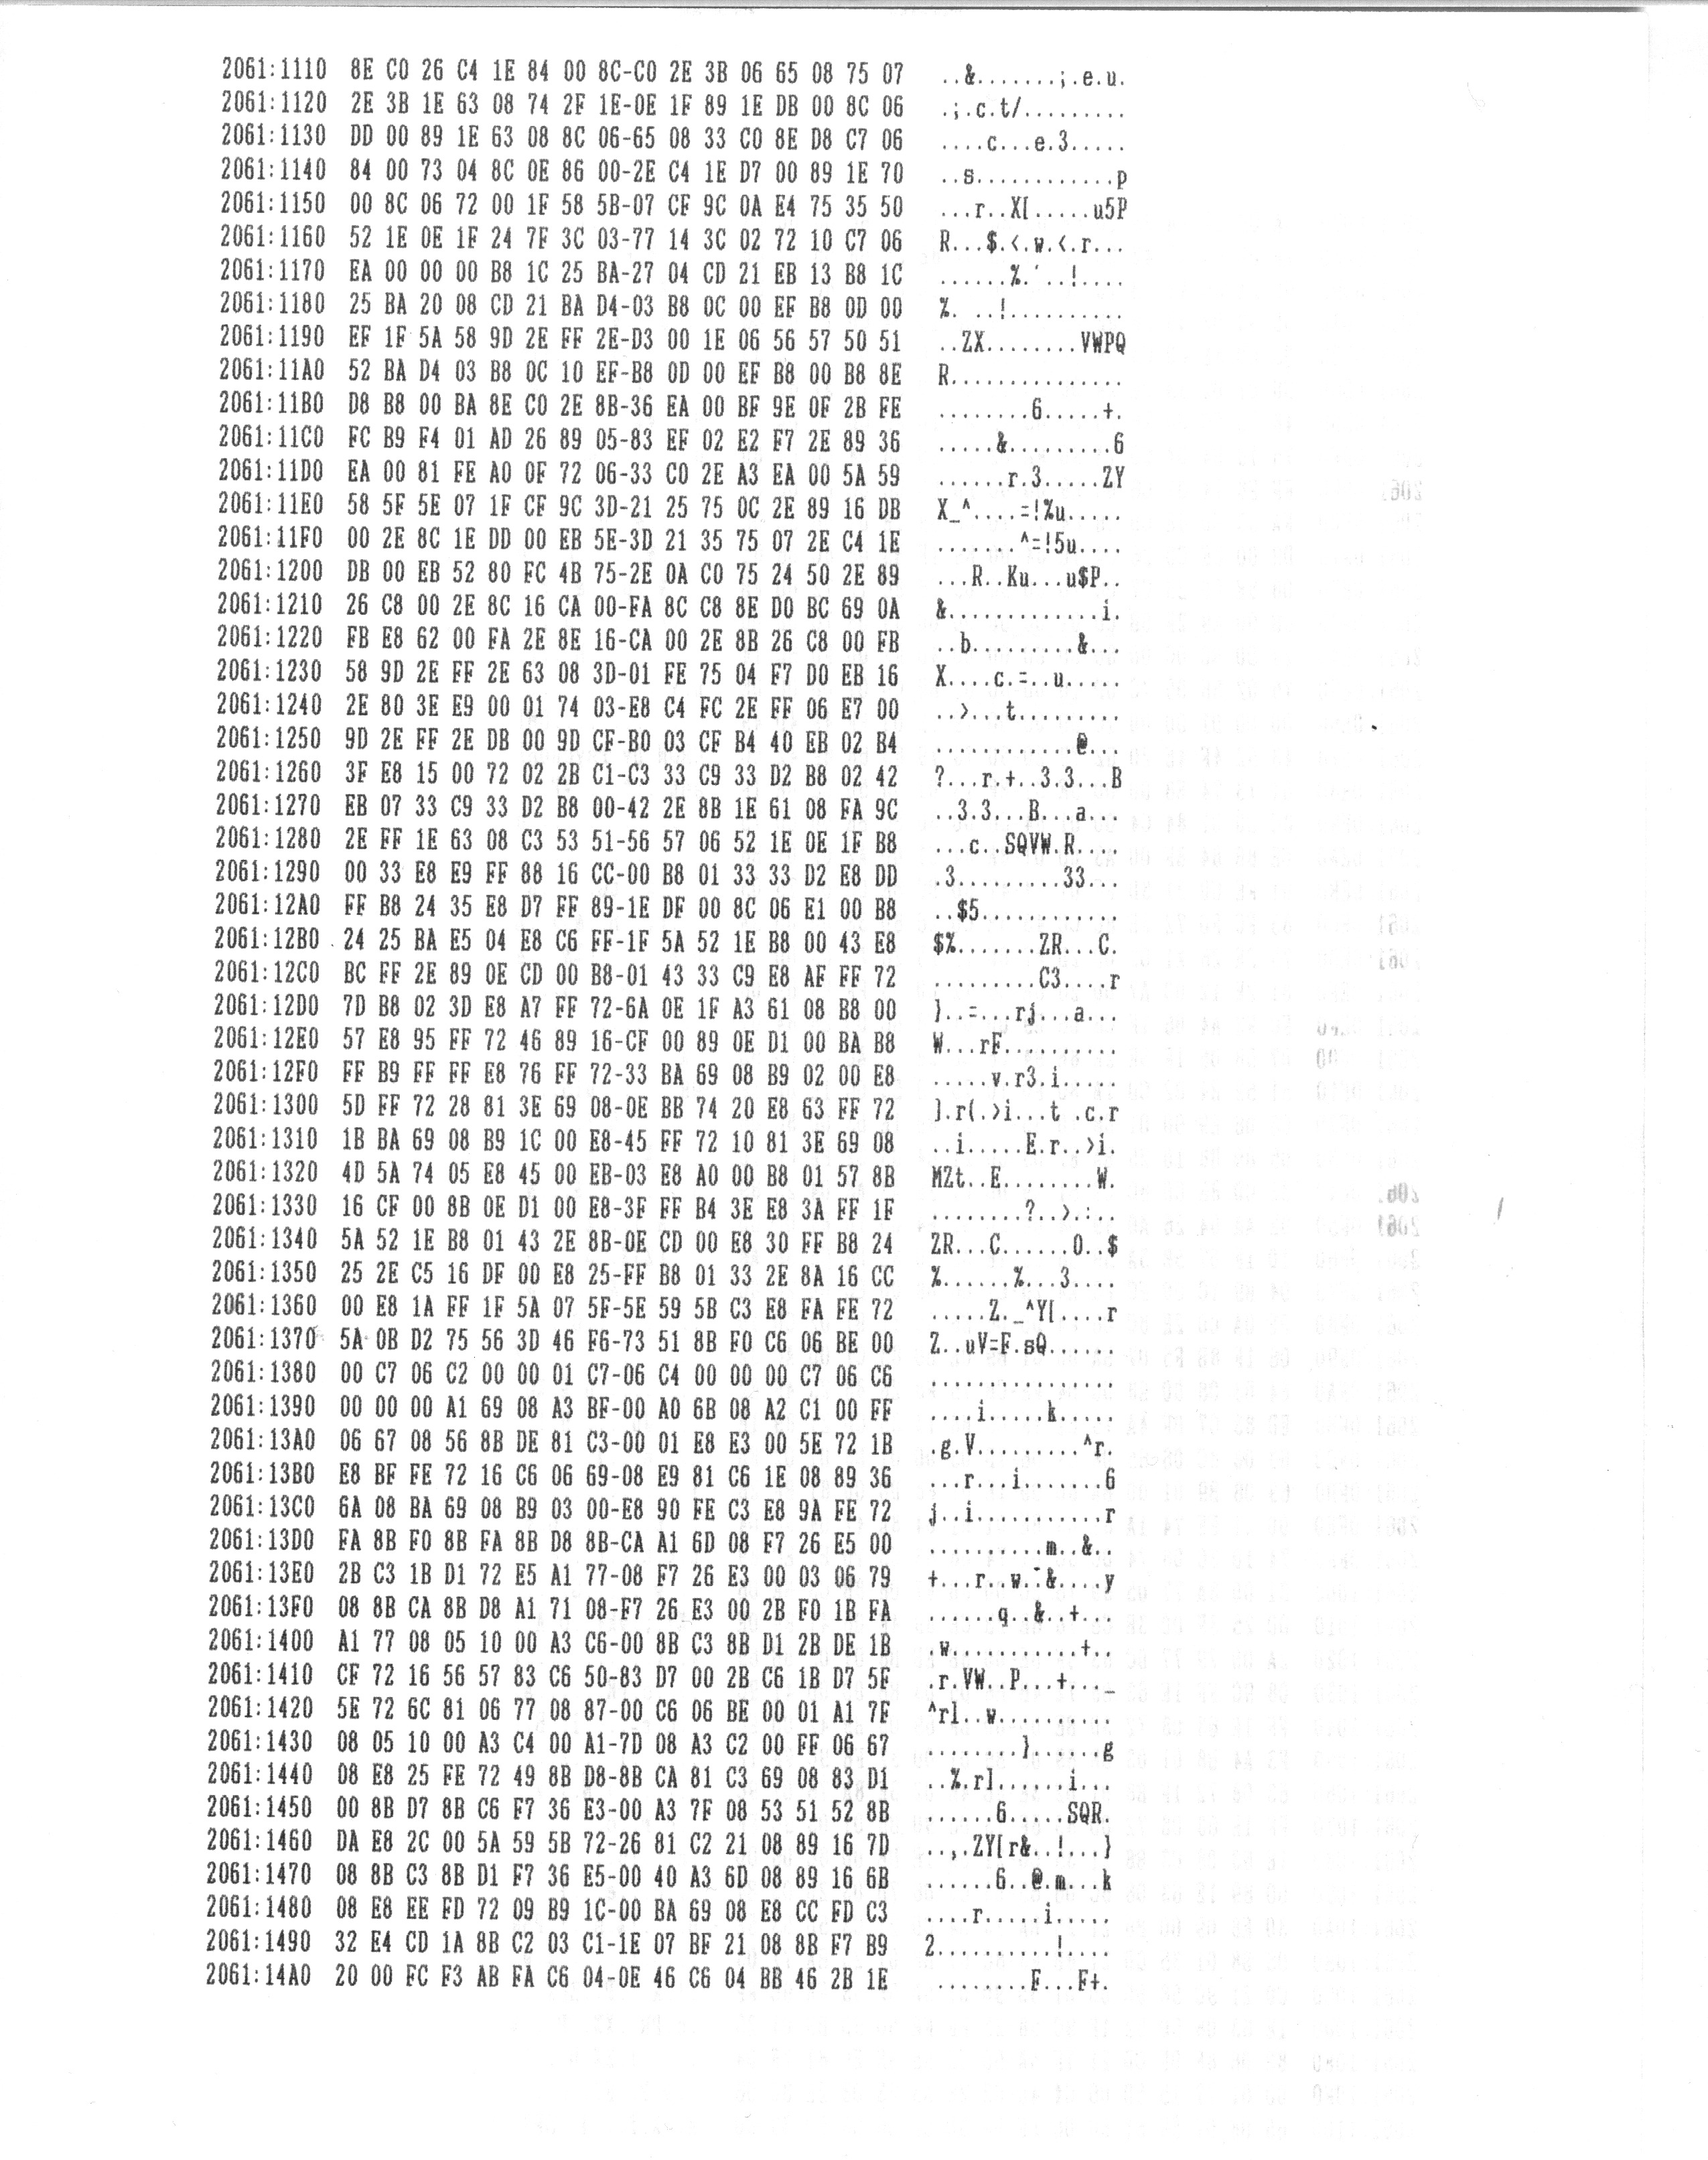 2061:1110 8E C0 26 C4 1E 84 00 8C-C0 2E 3B 06 65 08 75 07 ..&.......;.e.u.
2061:1120 2E 3B 1E 63 08 74 2F 1E-0E 1F 89 1E DB 00 8C 06 .;.c.t/.........
2061:1130 DD 00 89 1E 63 08 8C 06-65 08 33 C0 8E D8 C7 06 ....c...e.3.....
2061:1140 84 00 73 04 8C 0E 86 00-2E C4 1E D7 00 89 1E 70 ..s............p
2061:1150 00 8C 06 72 00 1F 58 5B-07 CF 9C 0A E4 75 35 50 ...r..X[.....u5P
2061:1160 52 1E 0E 1F 24 7F 3C 03-77 14 3C 02 72 10 C7 06 R...$.<.w.<.r...
2061:1170 EA 00 00 00 B8 1C 25 BA-27 04 CD 21 EB 13 B8 1C ......%.'..!....
2061:1180 25 BA 20 08 CD 21 BA D4-03 B8 0C 00 EF B8 0D 00 %. ..!..........
2061:1190 EF 1F 5A 58 9D 2E FF 2E-D3 00 1E 06 56 57 50 51 ..ZX........VWPQ
2061:11A0 52 BA D4 03 B8 0C 10 EF-B8 0D 00 EF B8 00 B8 8E R...............
2061:11B0 D8 B8 00 BA 8E C0 2E 8B-36 EA 00 BF 9E 0F 2B FE ........6.....+.
2061:11C0 FC B9 F4 01 AD 26 89 05-83 EF 02 E2 F7 2E 89 36 .....&.........6
2061:11D0 EA 00 81 FE A0 0F 72 06-33 C0 2E A3 EA 00 5A 59 ......r.3.....ZY
2061:11E0 58 5F 5E 07 1F CF 9C 3D-21 25 75 0C 2E 89 16 DB X_^....=!%u.....
2061:11F0 00 2E 8C 1E DD 00 EB 5E-3D 21 35 75 07 2E C4 1E .......^=!5u....
2061:1200 DB 00 EB 52 80 FC 4B 75-2E 0A C0 75 24 50 2E 89 ...R..Ku...u$P..
2061:1210 26 C8 00 2E 8C 16 CA 00-FA 8C C8 8E D0 BC 69 0A &.............i.
2061:1220 FB E8 62 00 FA 2E 8E 16-CA 00 2E 8B 26 C8 00 FB ..b.........&...
2061:1230 58 9D 2E FF 2E 63 08 3D-01 FE 75 04 F7 D0 EB 16 X....c.=..u.....
2061:1240 2E 80 3E E9 00 01 74 03-E8 C4 FC 2E FF 06 E7 00 ..>...t.........
2061:1250 9D 2E FF 2E DB 00 9D CF-B0 03 CF B4 40 EB 02 B4 ............@...
2061:1260 3F E8 15 00 72 02 2B C1-C3 33 C9 33 D2 B8 02 42 ?...r.+..3.3...B
2061:1270 EB 07 33 C9 33 D2 B8 00-42 2E 8B 1E 61 08 FA 9C ..3.3...B...a...
2061:1280 2E FF 1E 63 08 C3 53 51-56 57 06 52 1E 0E 1F B8 ...c..SQVW.R....
2061:1290 00 33 E8 E9 FF 88 16 CC-00 B8 01 33 33 D2 E8 DD .3.........33...
2061:12A0 FF B8 24 35 E8 D7 FF 89-1E DF 00 8C 06 E1 00 B8 ..$5............
2061:12B0 24 25 BA E5 04 E8 C6 FF-1F 5A 52 1E B8 00 43 E8 $%.......ZR...C.
2061:12C0 BC FF 2E 89 0E CD 00 B8-01 43 33 C9 E8 AF FF 72 .........C3....r
2061:12D0 7D B8 02 3D E8 A7 FF 72-6A 0E 1F A3 61 08 B8 00 }..=...rj...a...
2061:12E0 57 E8 95 FF 72 46 89 16-CF 00 89 0E D1 00 BA B8 W...rF..........
2061:12F0 FF B9 FF FF E8 76 FF 72-33 BA 69 08 B9 02 00 E8 .....v.r3.i.....
2061:1300 5D FF 72 28 81 3E 69 08-0E BB 74 20 E8 63 FF 72 ].r(.>i...t .c.r
2061:1310 1B BA 69 08 B9 1C 00 E8-45 FF 72 10 81 3E 69 08 ..i.....E.r..>i.
2061:1320 4D 5A 74 05 E8 45 00 EB-03 E8 A0 00 B8 01 57 8B MZt..E........W.
2061:1330 16 CF 00 8B 0E D1 00 E8-3F FF B4 3E E8 3A FF 1F ........?..>.:..
2061:1340 5A 52 1E B8 01 43 2E 8B-0E CD 00 E8 30 FF B8 24 ZR...C......0..$
2061:1350 25 2E C5 16 DF 00 E8 25-FF B8 01 33 2E 8A 16 CC %......%...3....
2061:1360 00 E8 1A FF 1F 5A 07 5F-5E 59 5B C3 E8 FA FE 72 .....Z._^Y[....r
2061:1370 5A 0B D2 75 56 3D 46 F6-73 51 8B F0 C6 06 BE 00 Z..uV=F.sQ......
2061:1380 00 C7 06 C2 00 00 01 C7-06 C4 00 00 00 C7 06 C6 ................
2061:1390 00 00 00 A1 69 08 A3 BF-00 A0 6B 08 A2 C1 00 FF ....i.....k.....
2061:13A0 06 67 08 56 8B DE 81 C3-00 01 E8 E3 00 5E 72 1B .g.V.........^r.
2061:13B0 E8 BF FE 72 16 C6 06 69-08 E9 81 C6 1E 08 89 36 ...r...i.......6
2061:13C0 6A 08 BA 69 08 B9 03 00-E8 90 FE C3 E8 9A FE 72 j..i...........r
2061:13D0 FA 8B F0 8B FA 8B D8 8B-CA A1 6D 08 F7 26 E5 00 ..........m..&..
2061:13E0 2B C3 1B D1 72 E5 A1 77-08 F7 26 E3 00 03 06 79 +...r..w..&....y
2061:13F0 08 8B CA 8B D8 A1 71 08-F7 26 E3 00 2B F0 1B FA ......q..&..+...
2061:1400 A1 77 08 05 10 00 A3 C6-00 8B C3 8B D1 2B DE 1B .w...........+..
2061:1410 CF 72 16 56 57 83 C6 50-83 D7 00 2B C6 1B D7 5F .r.VW..P...+..._
2061:1420 5E 72 6C 81 06 77 08 87-00 C6 06 BE 00 01 A1 7F ^rl..w..........
2061:1430 08 05 10 00 A3 C4 00 A1-7D 08 A3 C2 00 FF 06 67 ........}......g
2061:1440 08 E8 25 FE 72 49 8B D8-8B CA 81 C3 69 08 83 D1 ..%.rI......i...
2061:1450 00 8B D7 8B C6 F7 36 E3-00 A3 7F 08 53 51 52 8B ......6.....SQR.
2061:1460 DA E8 2C 00 5A 59 5B 72-26 81 C2 21 08 89 16 7D ..,.ZY[r&..!...}
2061:1470 08 8B C3 8B D1 F7 36 E5-00 40 A3 6D 08 89 16 6B ......6..@.m...k
2061:1480 08 E8 EE FD 72 09 B9 1C-00 BA 69 08 E8 CC FD C3 ....r.....i.....
2061:1490 32 E4 CD 1A 8B C2 03 C1-1E 07 BF 21 08 8B F7 B9 2..........!....
2061:14A0 20 00 FC F3 AB FA C6 04-0E 46 C6 04 BB 46 2B 1E ........F...F+.